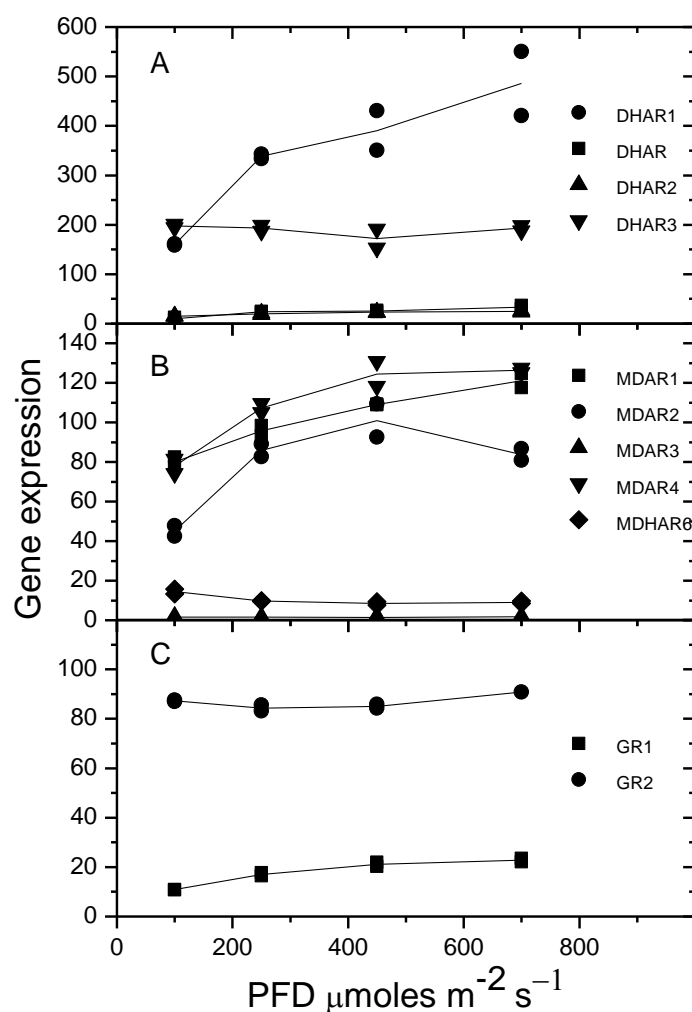 600
500
400
300
200
100
0
A
DHAR1
DHAR
DHAR2
DHAR3
140
120
100
80
60
40
20
0
B
MDAR1
MDAR2
MDAR3
MDAR4
MDHAR6
Gene expression
100
80
60
40
20
0
C
GR1
GR2
0 200 400 600 800
PFD μmoles m⁻² s⁻¹